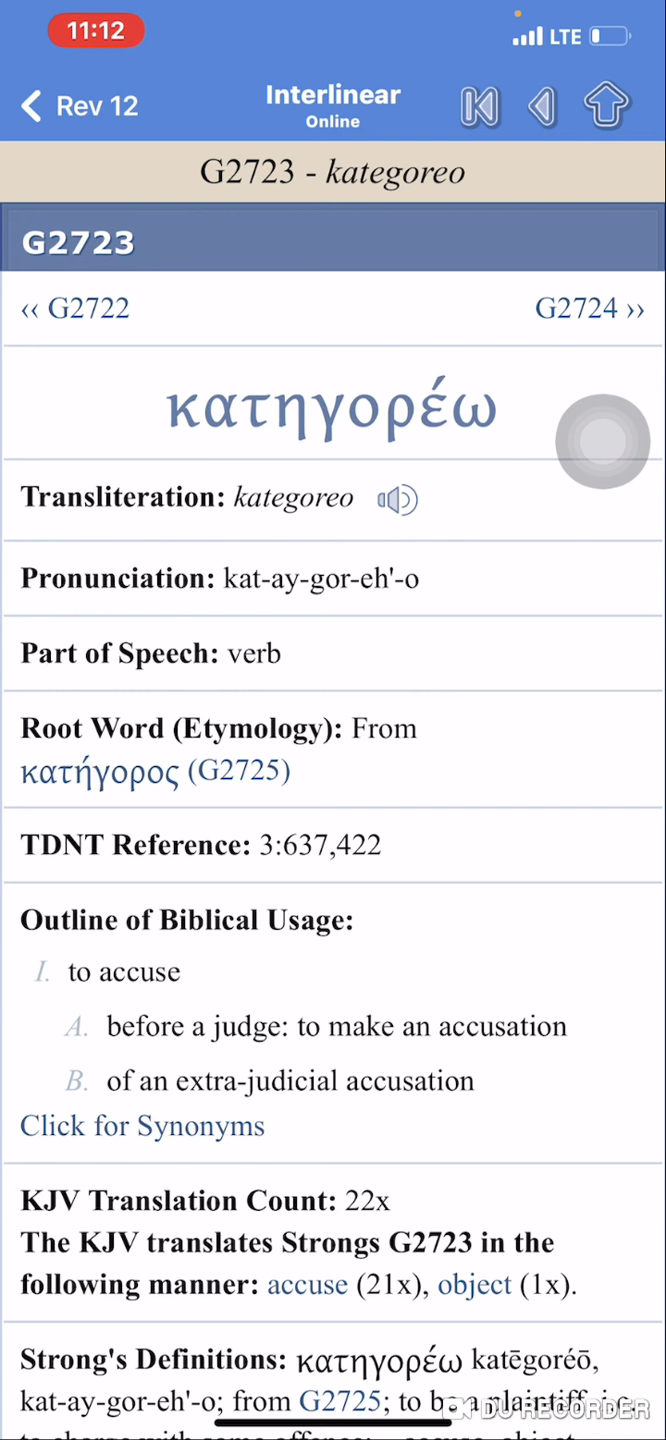 11:12
LTE
Rev 12
Interlinear
Online
G2723 - kategoreo
G2723
‹‹ G2722
G2724 ››
κατηγορέω
Transliteration: kategoreo
Pronunciation: kat-ay-gor-eh'-o
Part of Speech: verb
Root Word (Etymology): From
κατήγορος (G2725)
TDNT Reference: 3:637,422
Outline of Biblical Usage:
I. to accuse
A. before a judge: to make an accusation
B. of an extra-judicial accusation
Click for Synonyms
KJV Translation Count: 22x
The KJV translates Strongs G2723 in the
following manner: accuse (21x), object (1x).
Strong's Definitions: κατηγορέω katēgoréō,
kat-ay-gor-eh'-o; from G2725; to be a plaintiff, i.e.
DU RECORDER